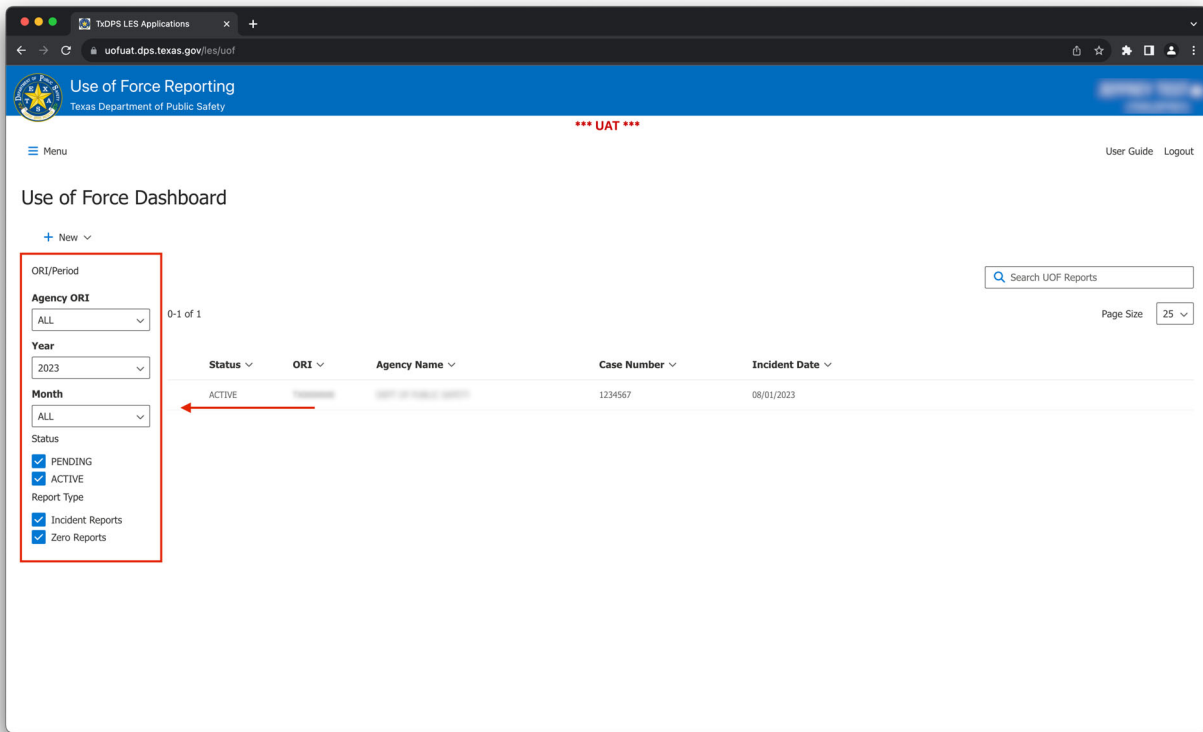 TxDPS LES Applications
uofuat.dps.texas.gov/les/uof
Use of Force Reporting
Texas Department of Public Safety
*** UAT ***
Menu
User Guide Logout
Use of Force Dashboard
+ New
ORI/Period
Search UOF Reports
Agency ORI
ALL
0-1 of 1
Page Size 25
Year
2023
Status ORI Agency Name Case Number Incident Date
Month
ACTIVE 1234567 08/01/2023
ALL
Status
PENDING
ACTIVE
Report Type
Incident Reports
Zero Reports